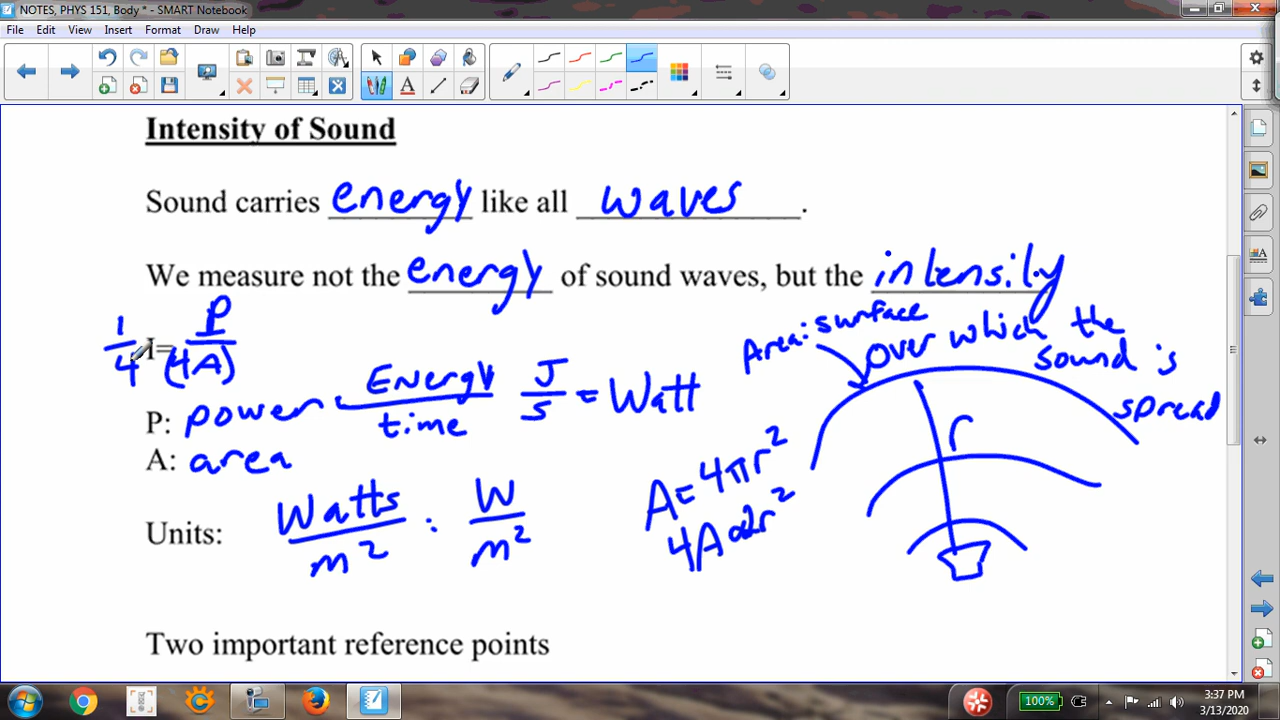 NOTES, PHYS 151, Body * - SMART Notebook
File Edit View Insert Format Draw Help
Intensity of Sound
Sound carries energy like all waves.
We measure not the energy of sound waves, but the intensity
1/4 I = P/(4A)
Area: surface over which the sound is spread
P: power : Energy/time J/s = Watt
A: area
r
A = 4πr²
4A ∝ 2r²
Units: Watts/m² : W/m²
Two important reference points
100%
3:37 PM
3/13/2020